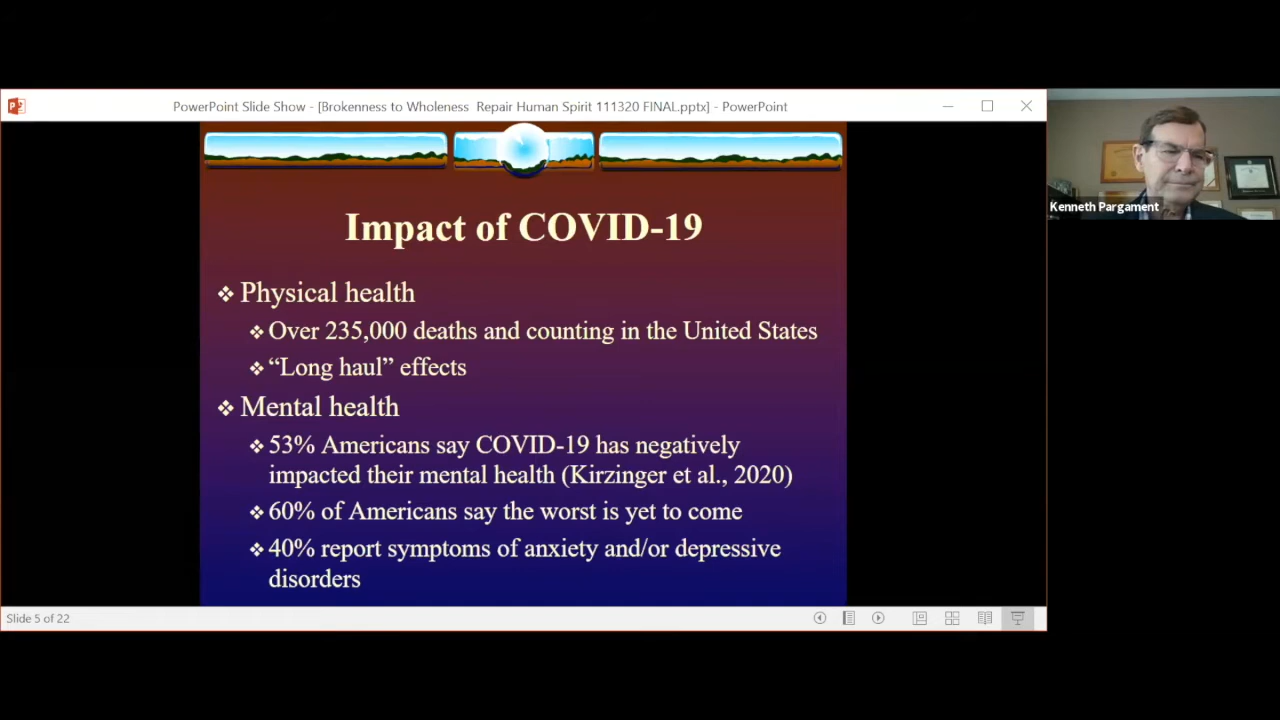 PowerPoint Slide Show - [Brokenness to Wholeness  Repair Human Spirit 111320 FINAL.pptx] - PowerPoint
Kenneth Pargament
Impact of COVID-19
❖ Physical health
❖ Over 235,000 deaths and counting in the United States
❖ “Long haul” effects
❖ Mental health
❖ 53% Americans say COVID-19 has negatively
impacted their mental health (Kirzinger et al., 2020)
❖ 60% of Americans say the worst is yet to come
❖ 40% report symptoms of anxiety and/or depressive
disorders
Slide 5 of 22